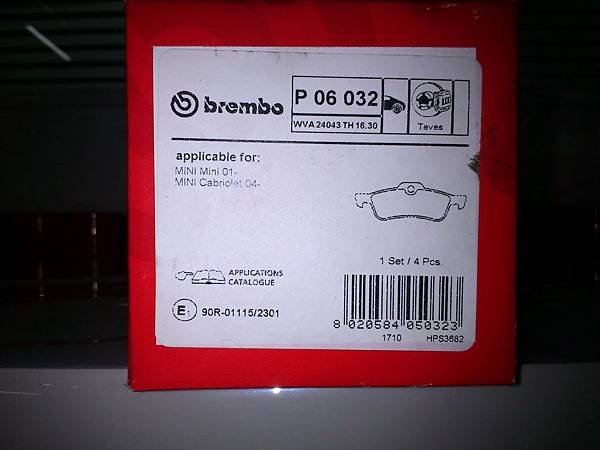 brembo
P 06 032
WVA 24043 TH 16.30
Teves
applicable for:
MINI Mini 01-
MINI Cabriolet 04-
1 Set / 4 Pcs.
APPLICATIONS
CATALOGUE
E1 90R-01115/2301
8 020584 050323
1710 HPS3682